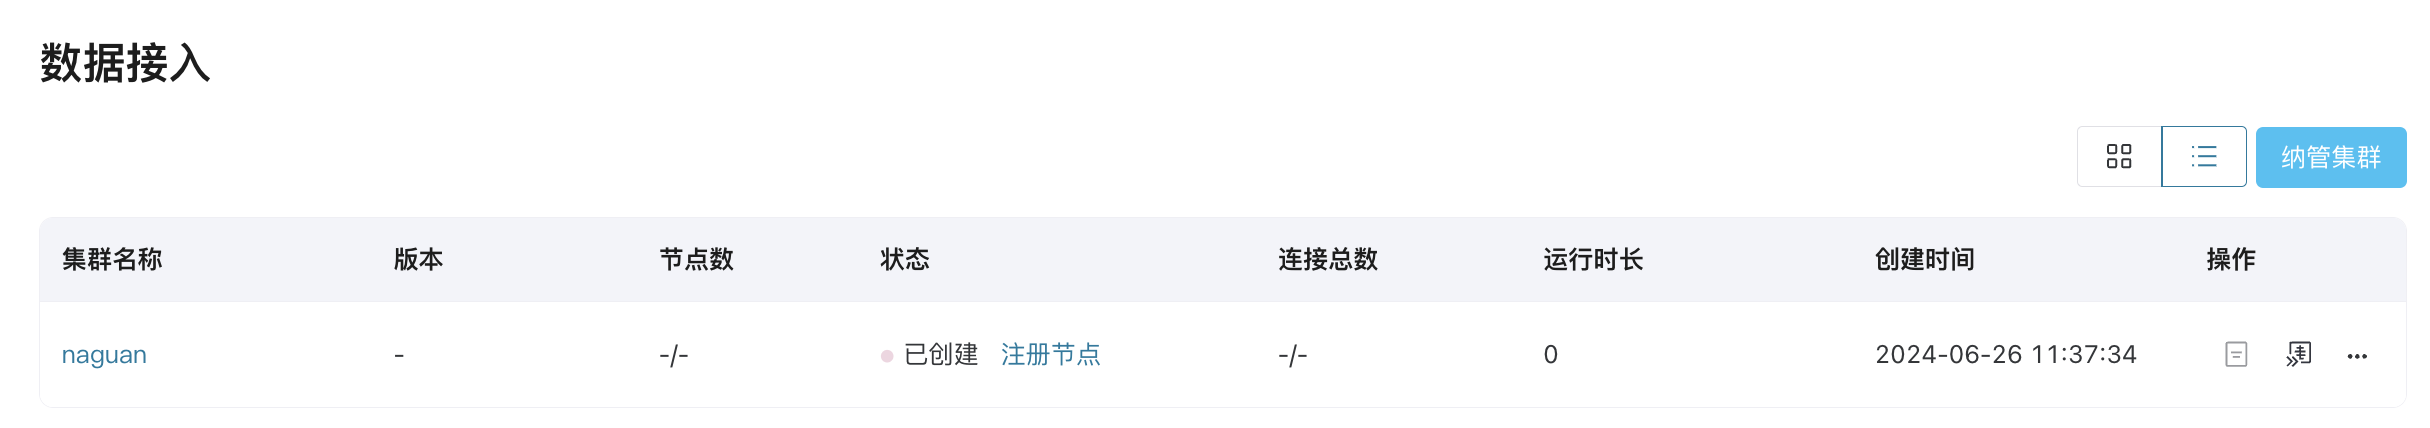 数据接入
纳管集群
集群名称 版本 节点数 状态 连接总数 运行时长 创建时间 操作
naguan - -/- 已创建 注册节点 -/- 0 2024-06-26 11:37:34